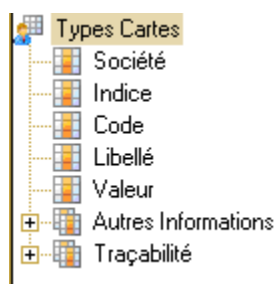 Types Cartes
Société
Indice
Code
Libellé
Valeur
Autres Informations
Traçabilité